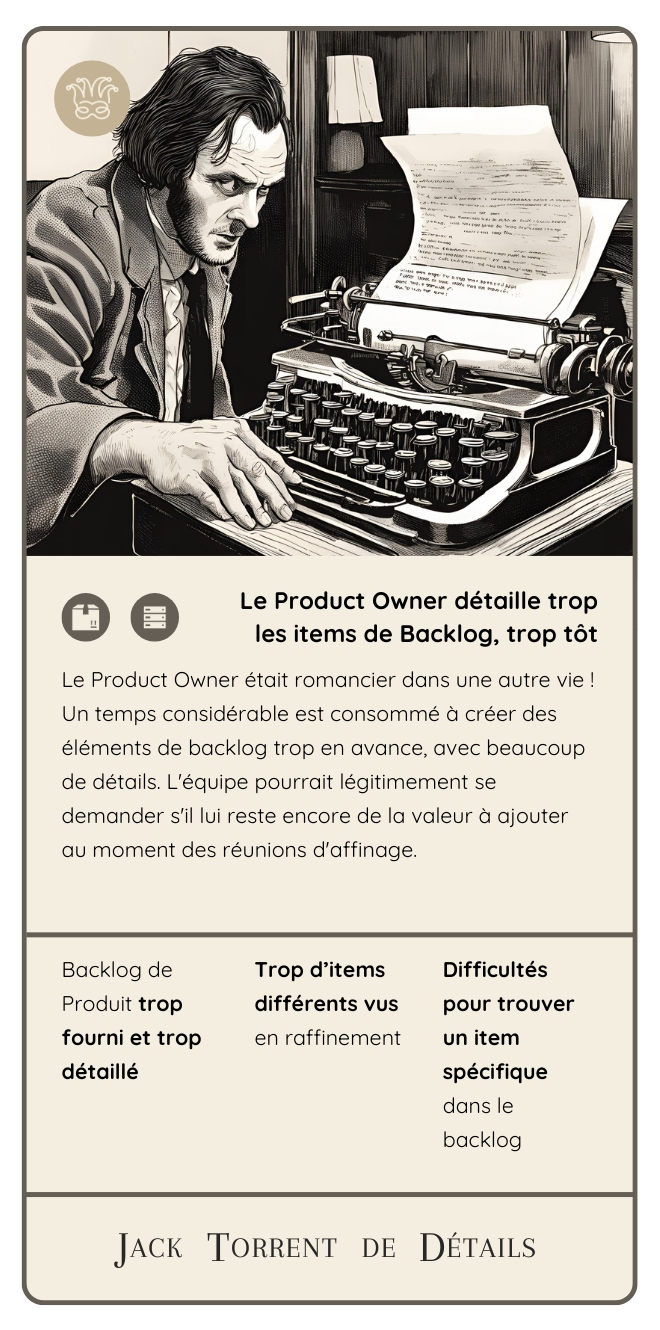 Le Product Owner détaille trop
les items de Backlog, trop tôt
Le Product Owner était romancier dans une autre vie !
Un temps considérable est consommé à créer des
éléments de backlog trop en avance, avec beaucoup
de détails. L'équipe pourrait légitimement se
demander s'il lui reste encore de la valeur à ajouter
au moment des réunions d'affinage.
Backlog de
Produit trop
fourni et trop
détaillé
Trop d’items
différents vus
en raffinement
Difficultés
pour trouver
un item
spécifique
dans le
backlog
Jack Torrent de Détails